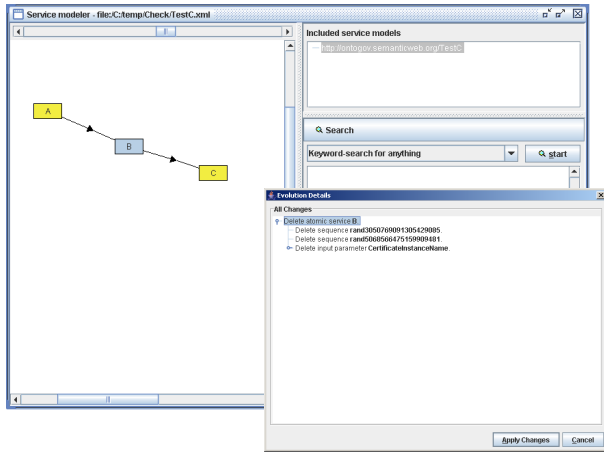 Service modeler - file:/C:/temp/Check/TestC.xml
Included service models
http://ontogov.semanticweb.org/TestC
A
B
C
Search
Keyword-search for anything
start
Evolution Details
All Changes
Delete atomic service B.
Delete sequence rand3050769091305429085.
Delete sequence rand5068566475159909481.
Delete input parameter CertificateInstanceName.
Apply Changes
Cancel